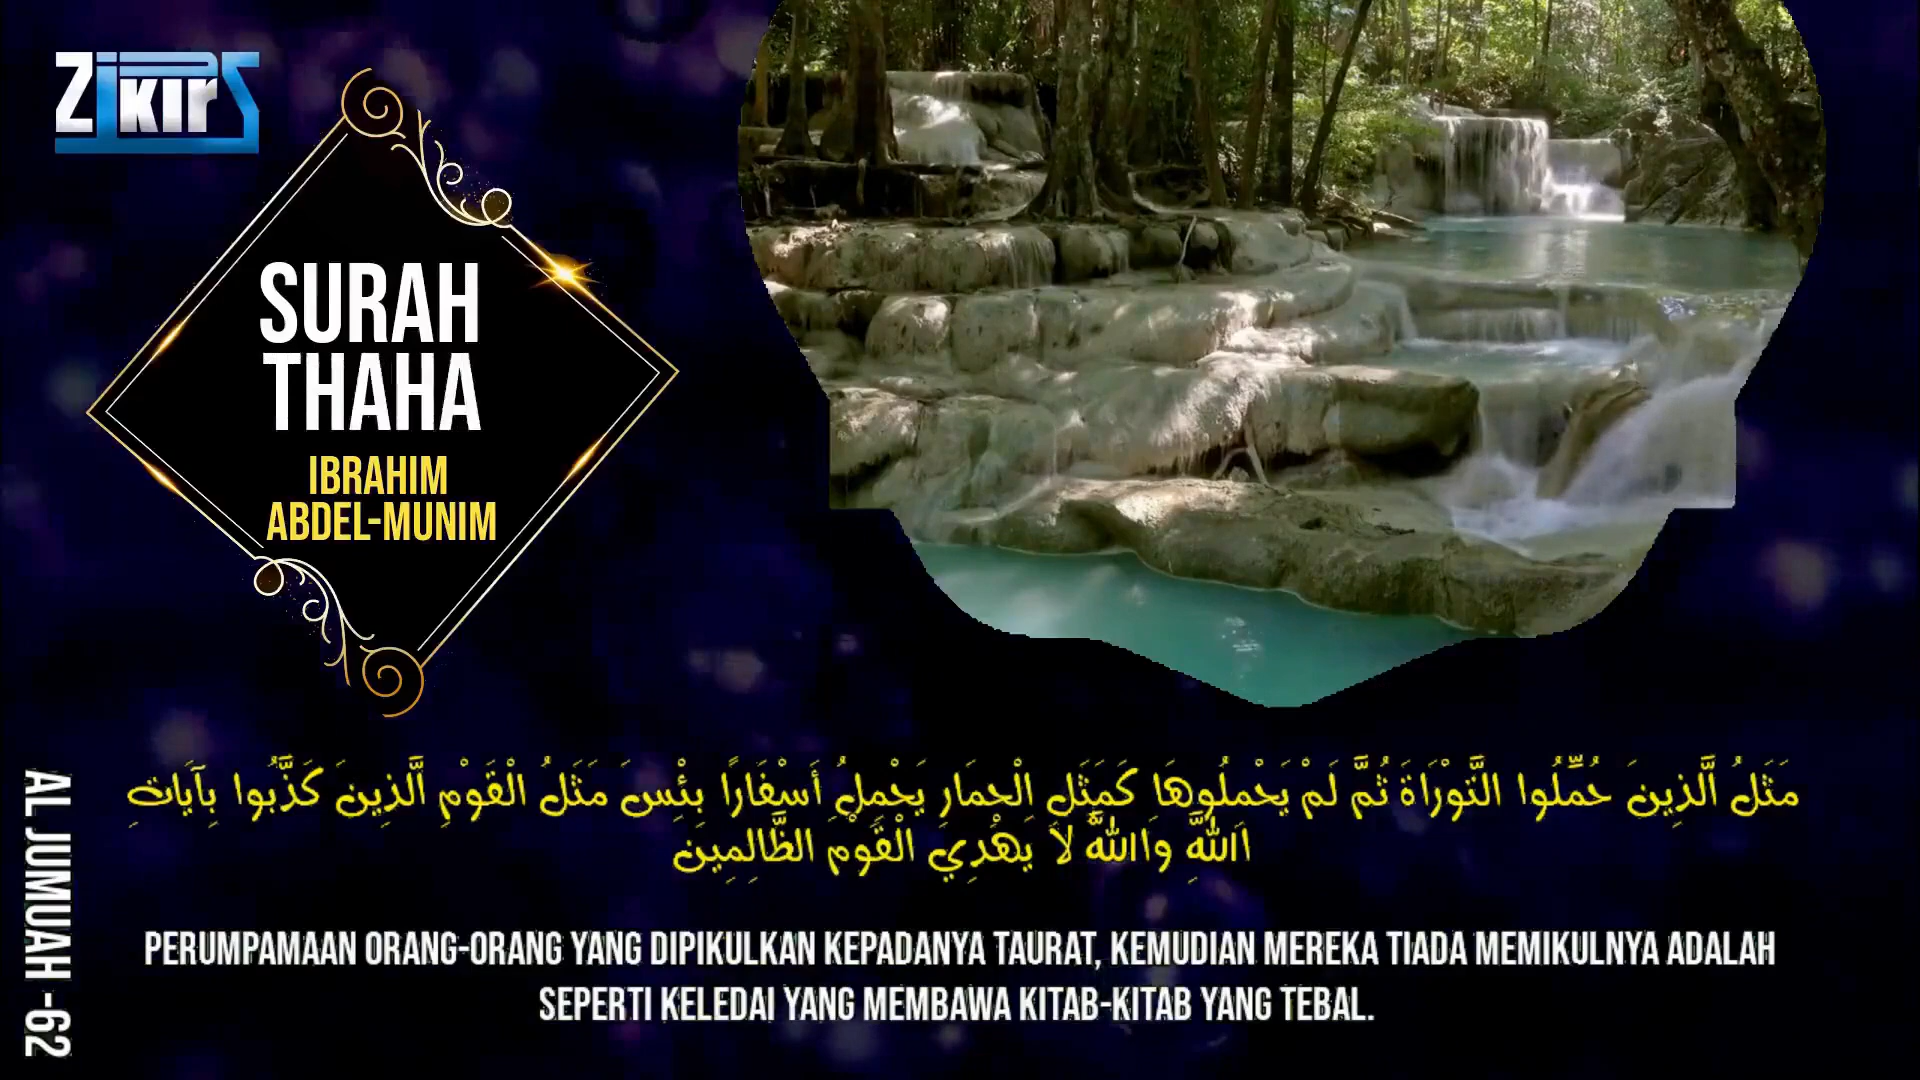 Zikir
SURAH
THAHA
IBRAHIM
ABDEL-MUNIM
مَثَلُ الَّذِينَ حُمِّلُوا التَّوْرَاةَ ثُمَّ لَمْ يَحْمِلُوهَا كَمَثَلِ الْحِمَارِ يَحْمِلُ أَسْفَارًا بِئْسَ مَثَلُ الْقَوْمِ الَّذِينَ كَذَّبُوا بِآيَاتِ
اللَّهِ وَاللَّهُ لَا يَهْدِي الْقَوْمَ الظَّالِمِينَ
AL JUMUAH -62
PERUMPAMAAN ORANG-ORANG YANG DIPIKULKAN KEPADANYA TAURAT, KEMUDIAN MEREKA TIADA MEMIKULNYA ADALAH
SEPERTI KELEDAI YANG MEMBAWA KITAB-KITAB YANG TEBAL.